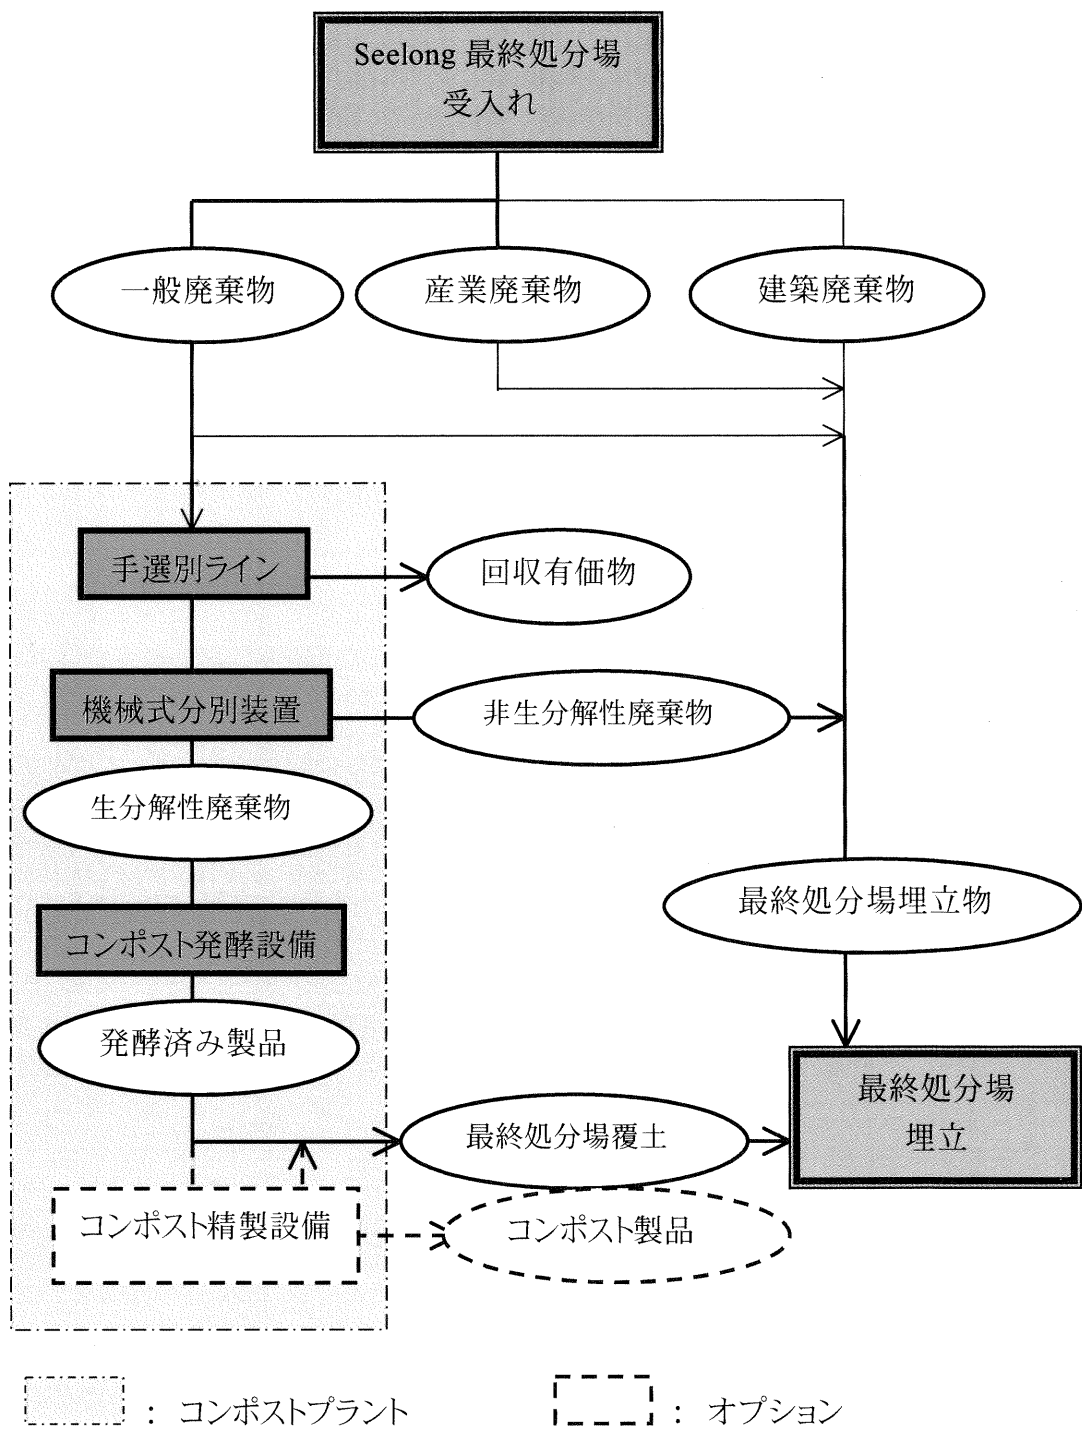 Seelong 最終処分場
受入れ
一般廃棄物
産業廃棄物
建築廃棄物
手選別ライン
回収有価物
機械式分別装置
非生分解性廃棄物
生分解性廃棄物
最終処分場埋立物
コンポスト発酵設備
発酵済み製品
最終処分場
埋立
最終処分場覆土
コンポスト精製設備
コンポスト製品
: コンポストプラント
: オプション